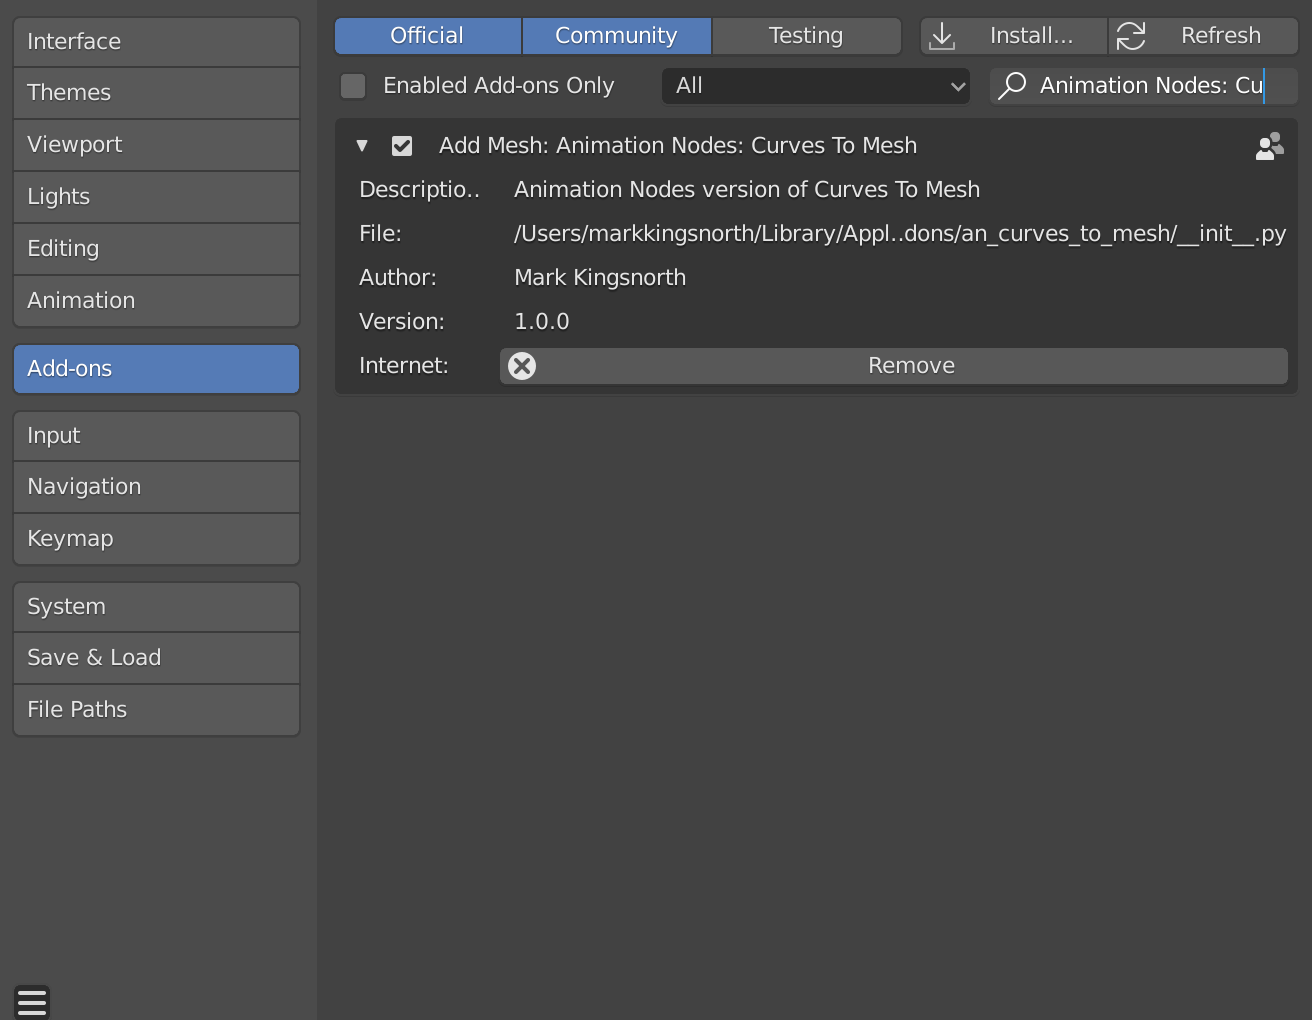 Interface
Themes
Viewport
Lights
Editing
Animation
Add-ons
Input
Navigation
Keymap
System
Save & Load
File Paths
Official Community Testing Install... Refresh
Enabled Add-ons Only All Animation Nodes: Cu
Add Mesh: Animation Nodes: Curves To Mesh
Descriptio.. Animation Nodes version of Curves To Mesh
File: /Users/markkingsnorth/Library/Appl..dons/an_curves_to_mesh/__init__.py
Author: Mark Kingsnorth
Version: 1.0.0
Internet: Remove